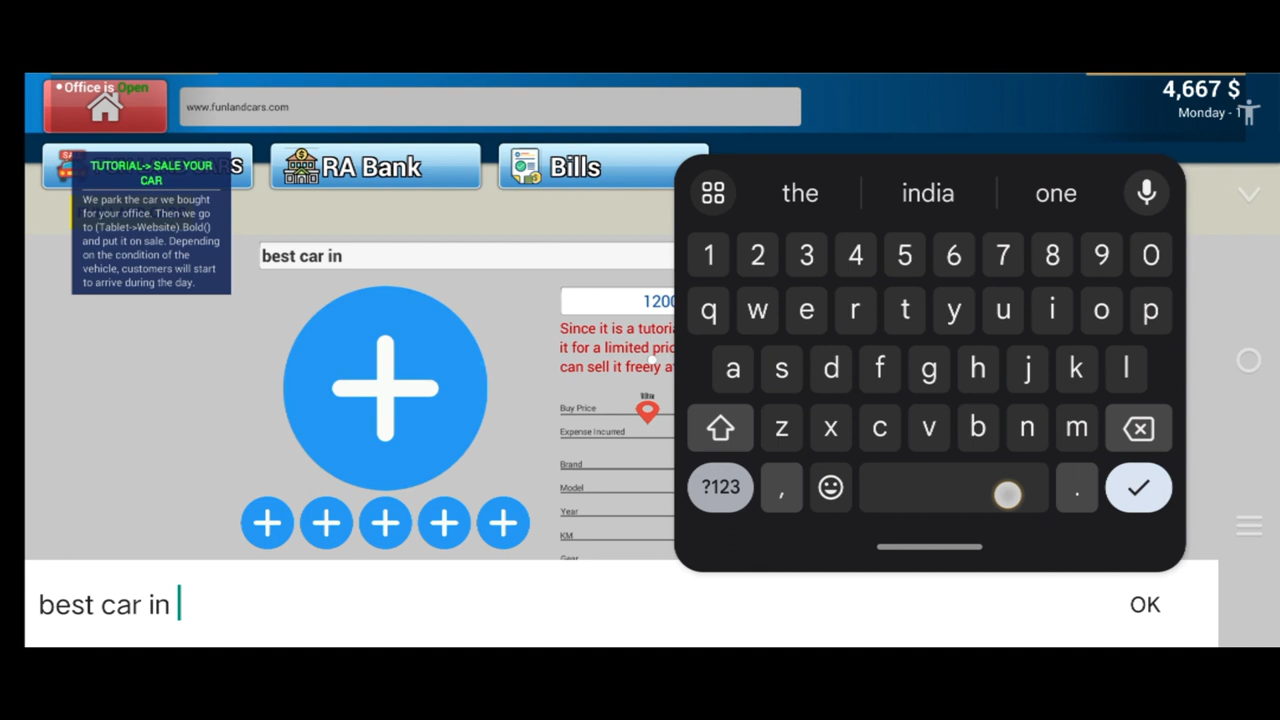 Office is Open
www.funlandcars.com
4,667 $
Monday - 1
SALE
S
RA Bank
Bills
TUTORIAL-> SALE YOUR
CAR
We park the car we bought
for your office. Then we go
to (Tablet->Website).Bold()
and put it on sale. Depending
on the condition of the
vehicle, customers will start
to arrive during the day.
best car in
1200
Since it is a tutori
it for a limited pric
can sell it freely a
Buy Price
Expense Incurred
Brand
Model
Year
KM
Gear
the india one
1 2 3 4 5 6 7 8 9 0
q w e r t y u i o p
a s d f g h j k l
z x c v b n m
?123 , .
best car in
OK